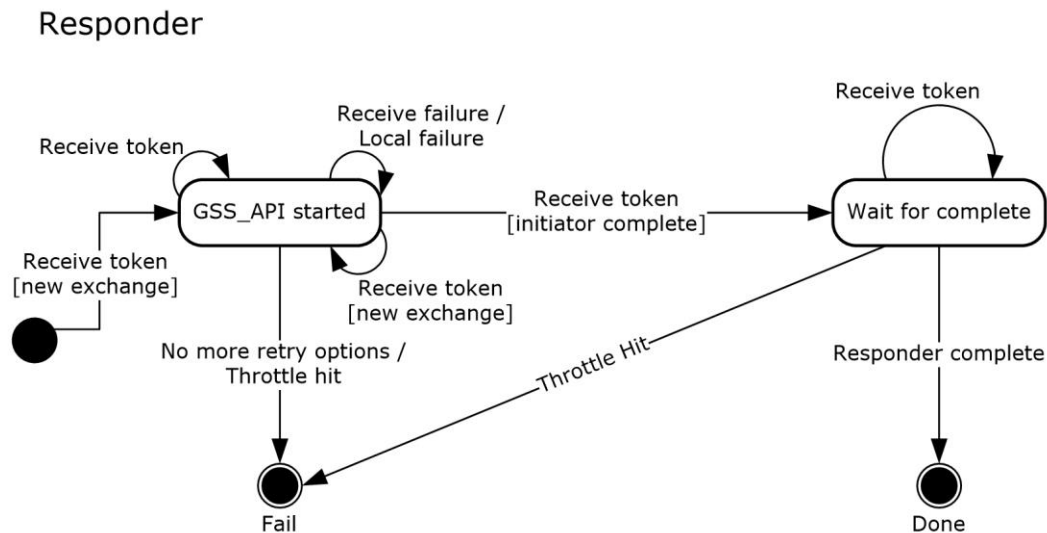 Responder
Receive token
Receive failure /
Local failure
Receive token
GSS_API started
Receive token
[initiator complete]
Wait for complete
Receive token
[new exchange]
Receive token
[new exchange]
No more retry options /
Throttle hit
Throttle Hit
Responder complete
Fail
Done